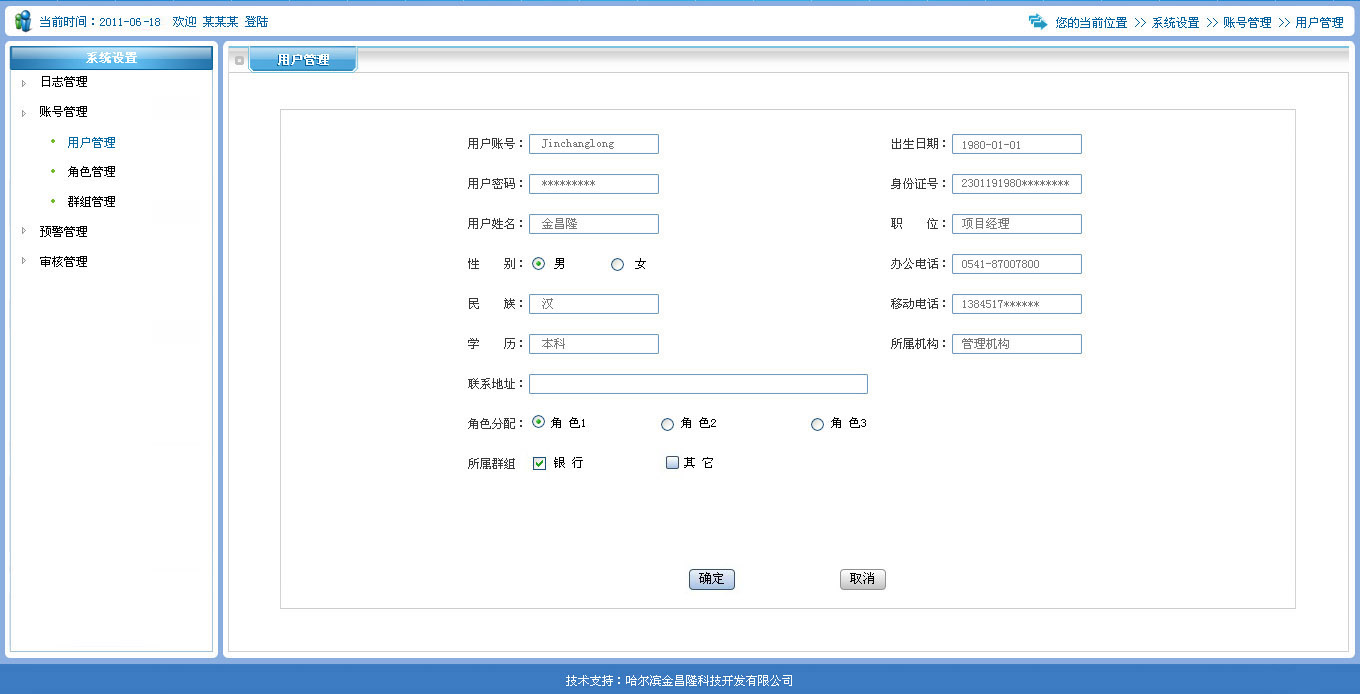 当前时间：2011-06-18 欢迎 某某某 登陆
您的当前位置 >> 系统设置 >> 账号管理 >> 用户管理
系统设置
日志管理
账号管理
用户管理
角色管理
群组管理
预警管理
审核管理
用户管理
用户账号： Jinchanglong 出生日期： 1980-01-01
用户密码： ********* 身份证号： 2301191980********
用户姓名： 金昌隆 职 位： 项目经理
性 别： 男 女 办公电话： 0541-87007800
民 族： 汉 移动电话： 1384517******
学 历： 本科 所属机构： 管理机构
联系地址：
角色分配： 角 色1 角 色2 角 色3
所属群组 银 行 其 它
确定 取消
技术支持：哈尔滨金昌隆科技开发有限公司